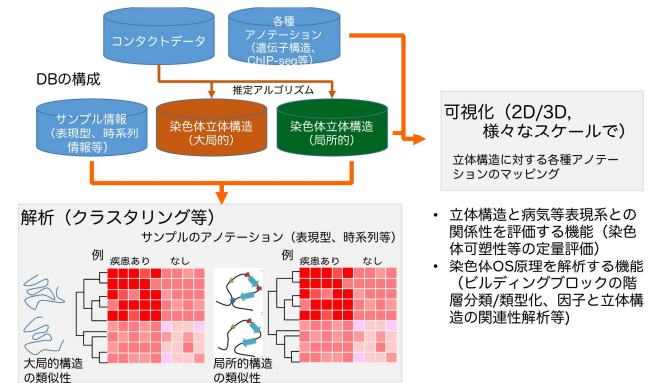 コンタクトデータ
各種
アノテーション
（遺伝子構造、
ChIP-seq等）
DBの構成
推定アルゴリズム
サンプル情報
（表現型、時系列
情報等）
染色体立体構造
（大局的）
染色体立体構造
（局所的）
可視化（2D/3D,
様々なスケールで）
立体構造に対する各種アノテー
ションのマッピング
解析（クラスタリング等）
サンプルのアノテーション（表現型、時系列等）
例
疾患あり
なし
例
疾患あり
なし
大局的構造
の類似性
局所的構造
の類似性
• 立体構造と病気等表現系との
関係性を評価する機能（染色
体可塑性等の定量評価）
• 染色体OS原理を解析する機能
（ビルディングブロックの階
層分類/類型化、因子と立体構
造の関連性解析等)